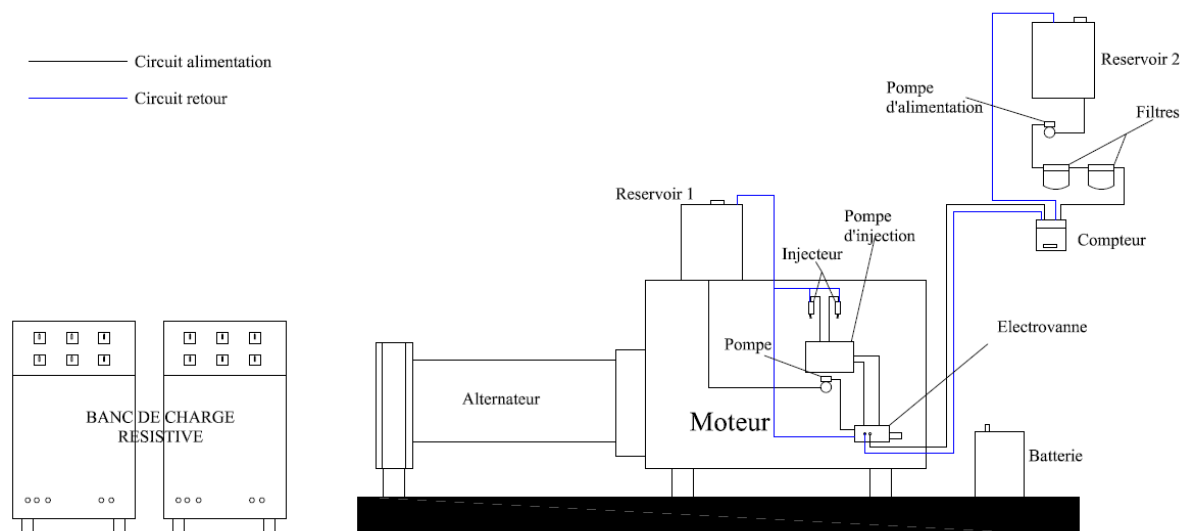 Circuit alimentation
Circuit retour
Reservoir 2
Pompe
d'alimentation
Filtres
Reservoir 1
Pompe
d'injection
Injecteur
Compteur
Electrovanne
Pompe
Alternateur
Moteur
BANC DE CHARGE
RESISTIVE
Batterie